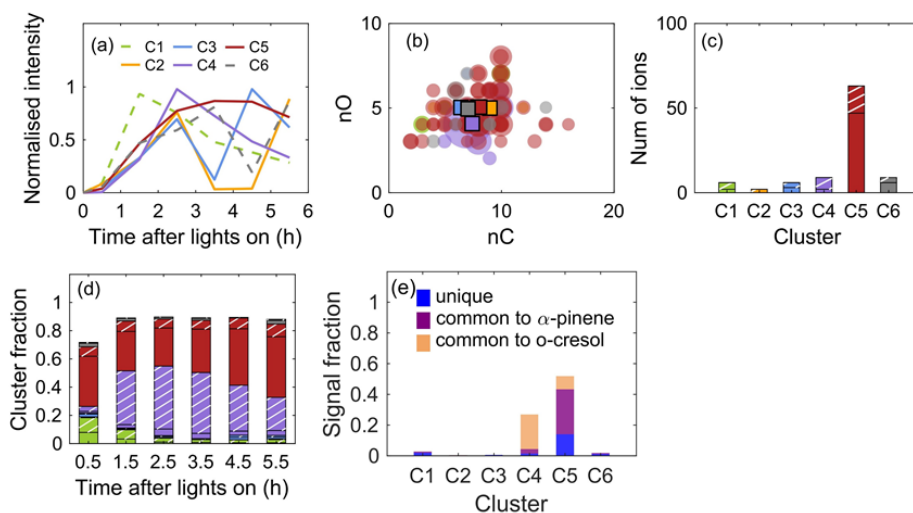 (a)
C1 C3 C5
C2 C4 C6
Normalised intensity
1
0.5
0
0 1 2 3 4 5 6
Time after lights on (h)
(b)
nO
10
5
0
0 10 20
nC
(c)
Num of ions
100
50
0
C1 C2 C3 C4 C5 C6
Cluster
(d)
Cluster fraction
1
0.8
0.6
0.4
0.2
0
0.5 1.5 2.5 3.5 4.5 5.5
Time after lights on (h)
(e)
unique
common to α-pinene
common to o-cresol
Signal fraction
1
0.8
0.6
0.4
0.2
0
C1 C2 C3 C4 C5 C6
Cluster